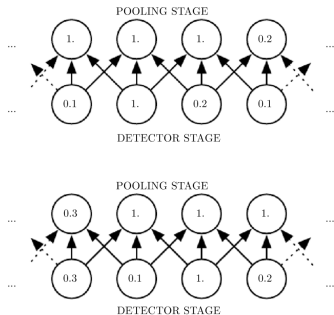 POOLING STAGE
... 1. 1. 1. 0.2 ...
... 0.1 1. 0.2 0.1 ...
DETECTOR STAGE
POOLING STAGE
... 0.3 1. 1. 1. ...
... 0.3 0.1 1. 0.2 ...
DETECTOR STAGE